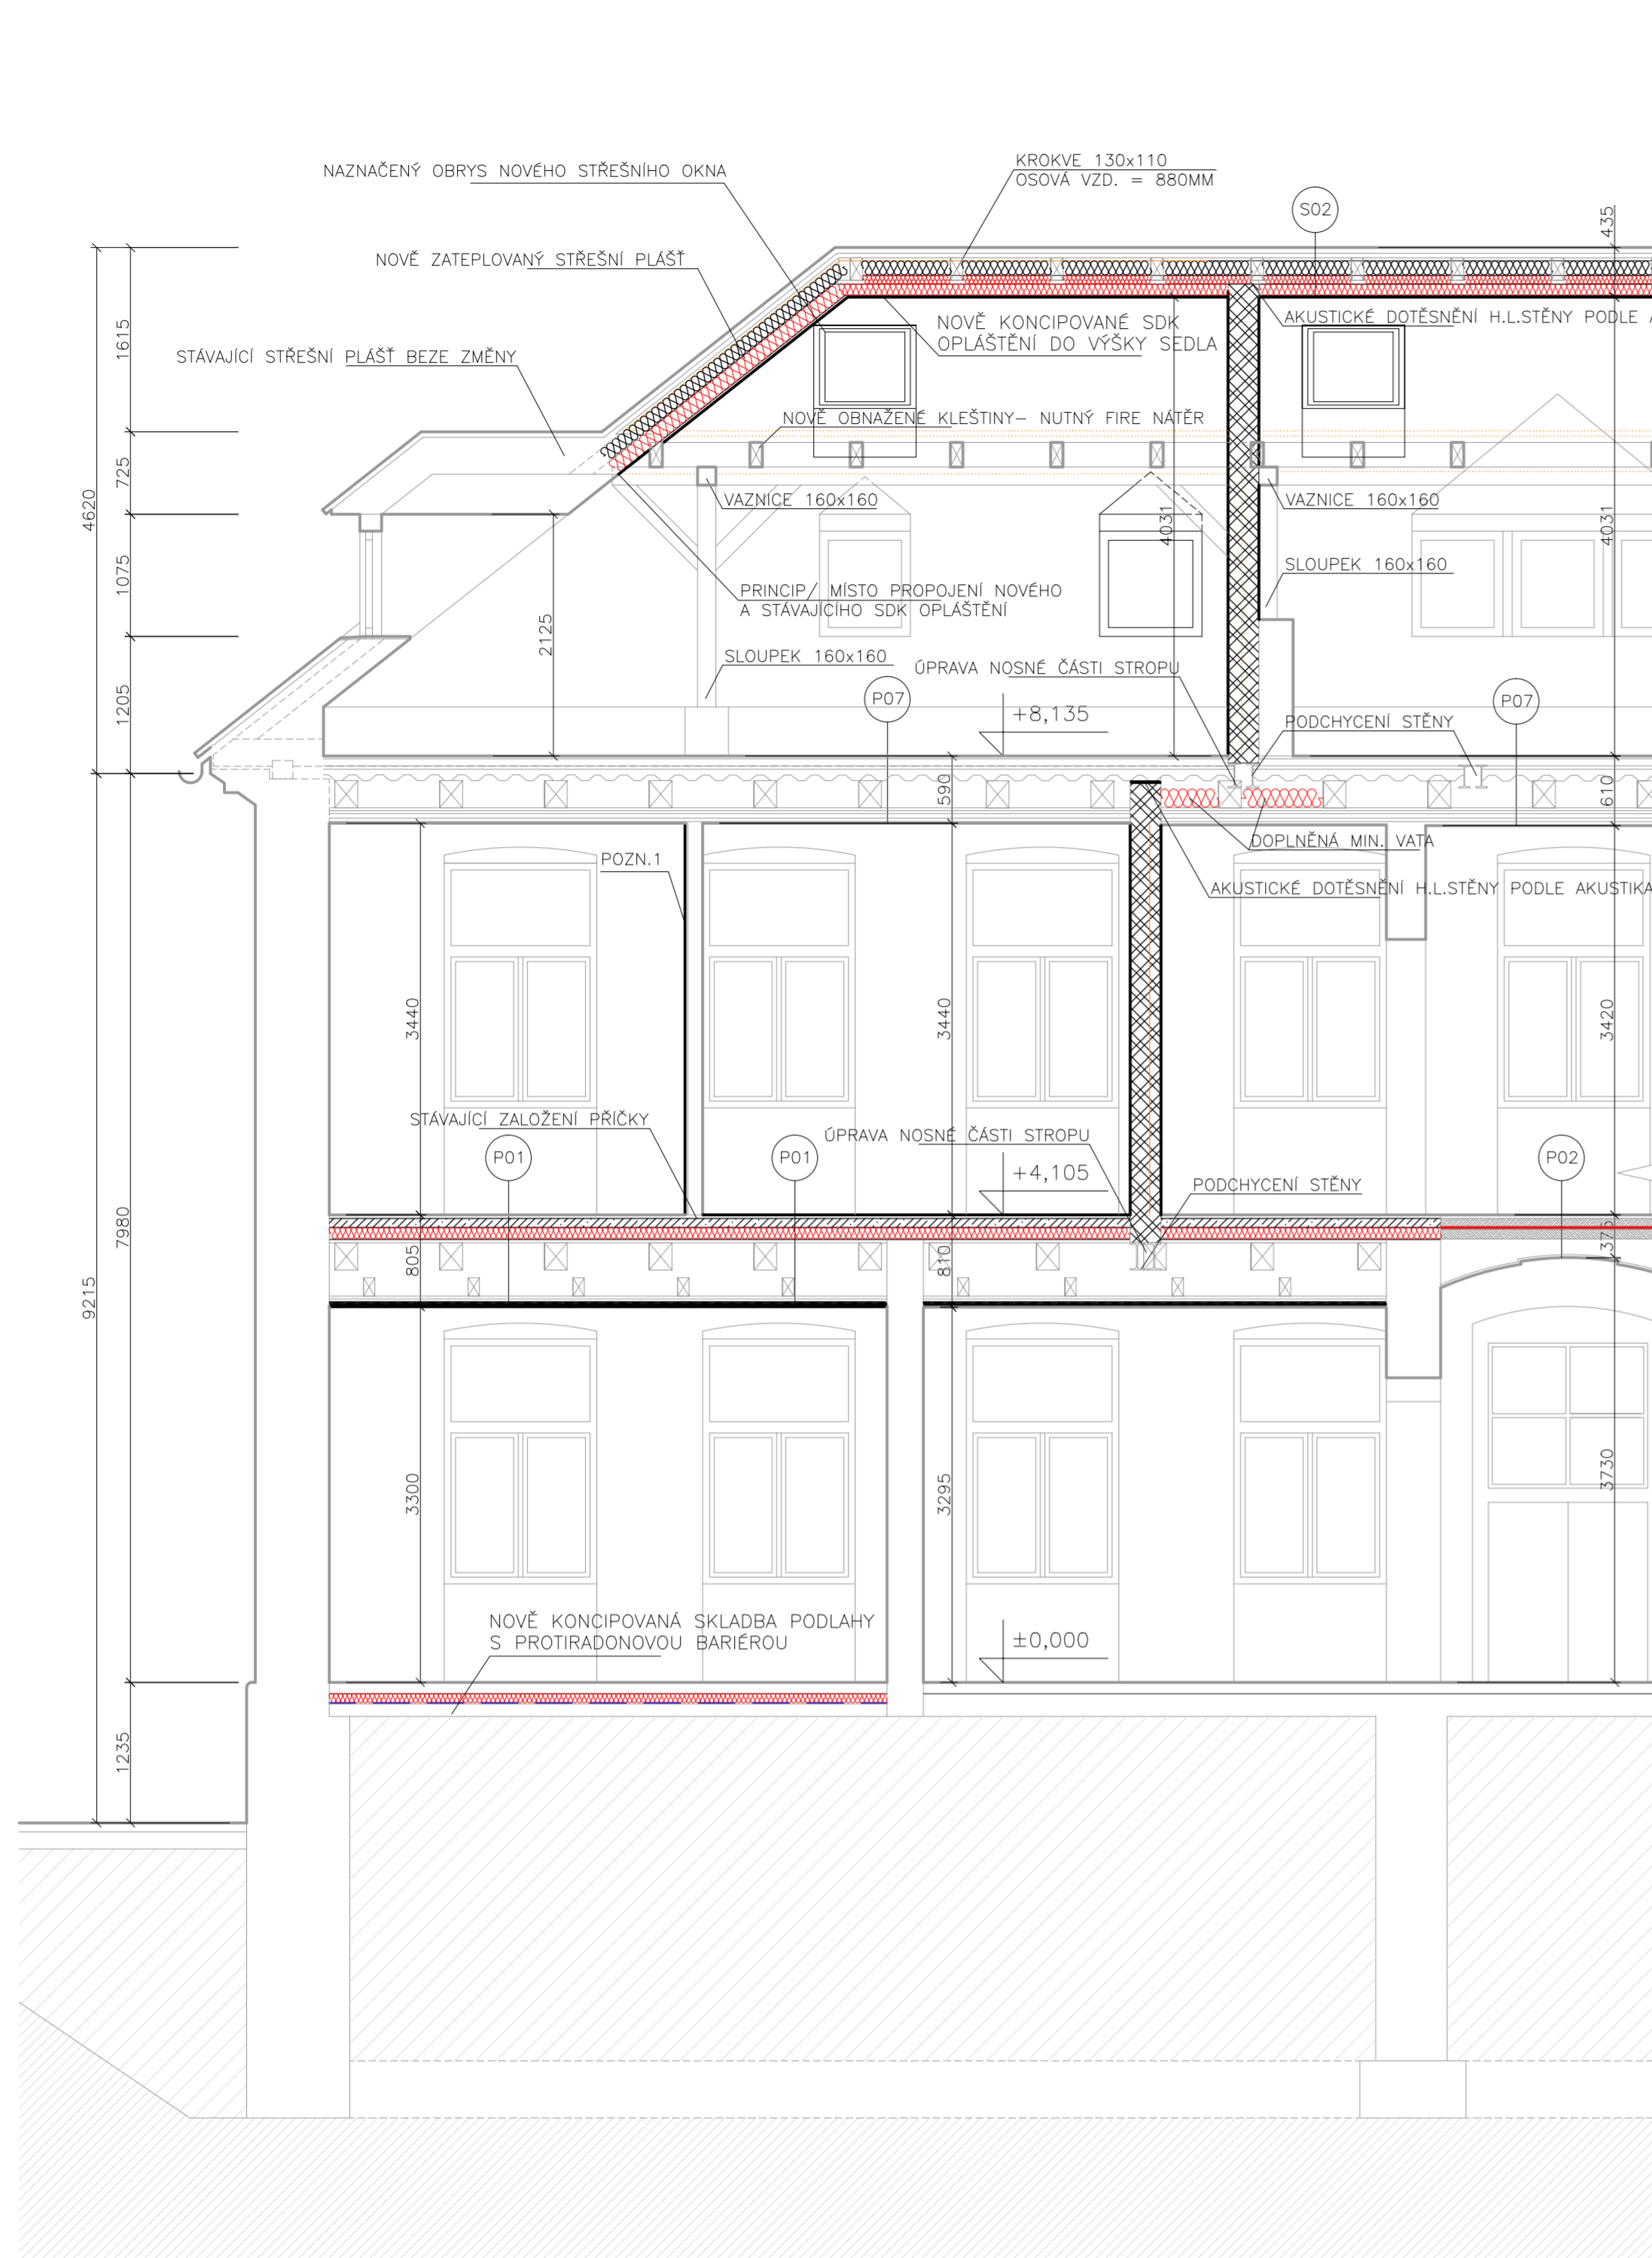 KROKVE 130x110
OSOVÁ VZD. = 880MM
NAZNAČENÝ OBRYS NOVÉHO STŘEŠNÍHO OKNA
S02
435
NOVĚ ZATEPLOVANÝ STŘEŠNÍ PLÁŠŤ
AKUSTICKÉ DOTĚSNĚNÍ H.L.STĚNY PODLE
NOVĚ KONCIPOVANÉ SDK
OPLÁŠTĚNÍ DO VÝŠKY SEDLA
1615
STÁVAJÍCÍ STŘEŠNÍ PLÁŠŤ BEZE ZMĚNY
NOVĚ OBNAŽENÉ KLEŠTINY– NUTNÝ FIRE NÁTĚR
725
4620
VAZNICE 160x160
VAZNICE 160x160
4031
4031
1075
SLOUPEK 160x160
PRINCIP/ MÍSTO PROPOJENÍ NOVÉHO
A STÁVAJÍCÍHO SDK OPLÁŠTĚNÍ
2125
SLOUPEK 160x160
ÚPRAVA NOSNÉ ČÁSTI STROPU
1205
P07
P07
+8,135
PODCHYCENÍ STĚNY
590
610
DOPLNĚNÁ MIN. VATA
POZN.1
AKUSTICKÉ DOTĚSNĚNÍ H.L.STĚNY PODLE AKUSTIKA
3440
3440
3420
STÁVAJÍCÍ ZALOŽENÍ PŘÍČKY
ÚPRAVA NOSNÉ ČÁSTI STROPU
P01
P01
P02
+4,105
PODCHYCENÍ STĚNY
7980
805
810
375
9215
3300
3295
3730
NOVĚ KONCIPOVANÁ SKLADBA PODLAHY
S PROTIRADONOVOU BARIÉROU
±0,000
1235